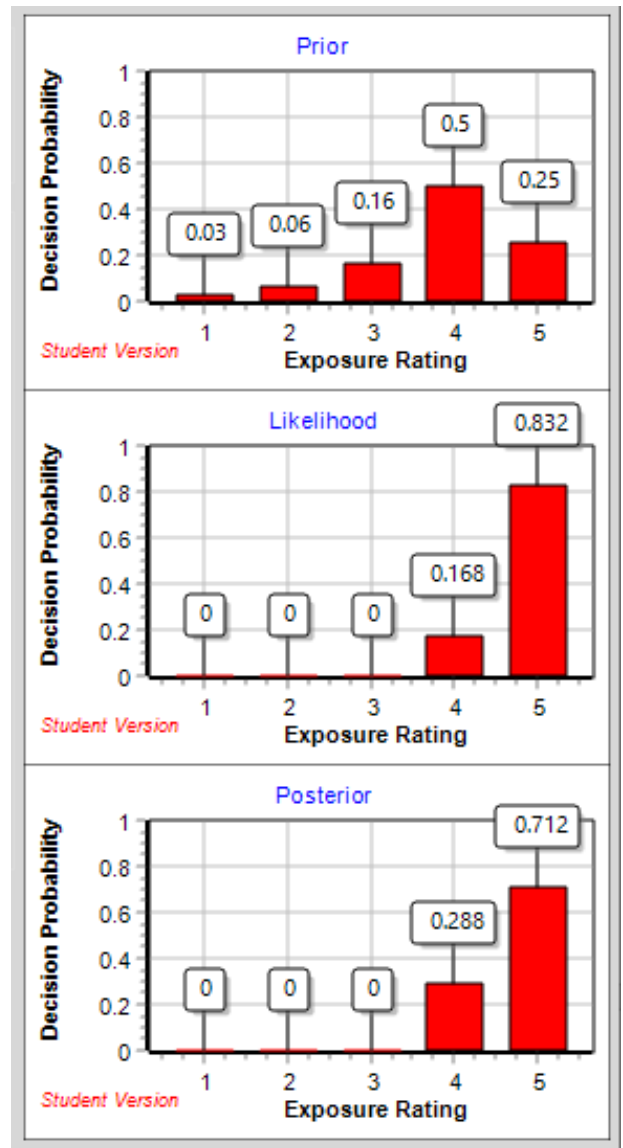 Prior
Decision Probability
1
0.8
0.6
0.4
0.2
0
0.03
0.06
0.16
0.5
0.25
1 2 3 4 5
Student Version
Exposure Rating
Likelihood
Decision Probability
1
0.8
0.6
0.4
0.2
0
0
0
0
0.168
0.832
1 2 3 4 5
Student Version
Exposure Rating
Posterior
Decision Probability
1
0.8
0.6
0.4
0.2
0
0
0
0
0.288
0.712
1 2 3 4 5
Student Version
Exposure Rating